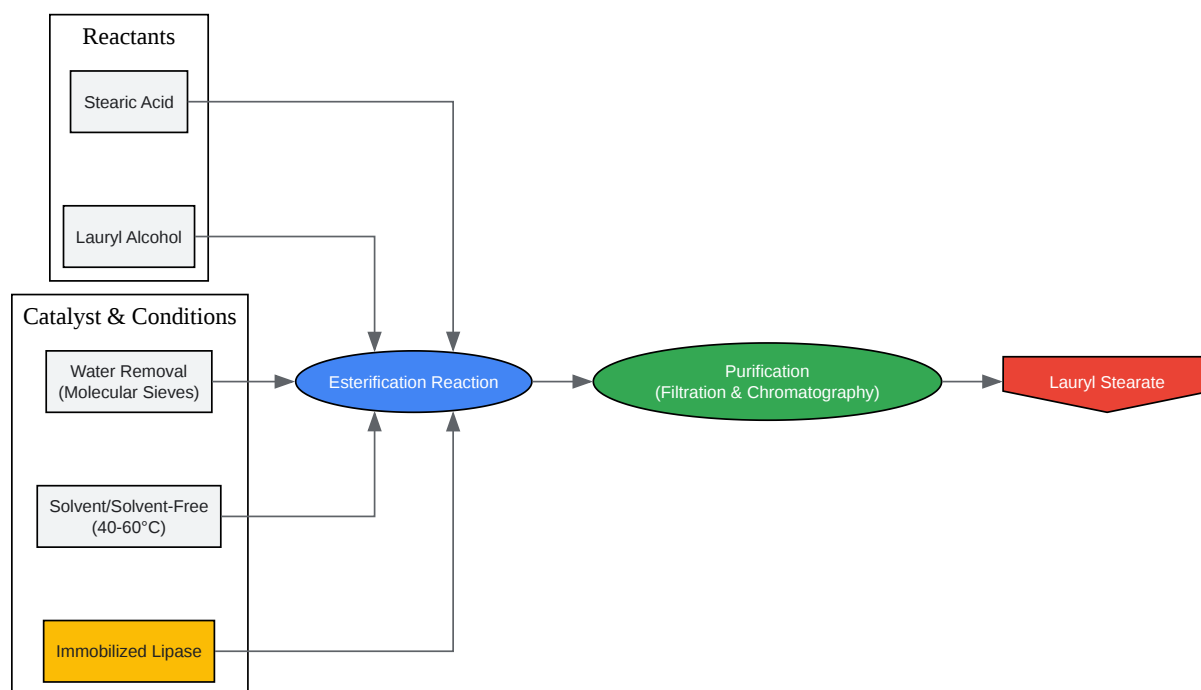 Reactants
Stearic Acid
Lauryl Alcohol
Catalyst & Conditions
Water Removal
(Molecular Sieves)
Solvent/Solvent-Free
(40-60°C)
Immobilized Lipase
Esterification Reaction
Purification
(Filtration & Chromatography)
Lauryl Stearate